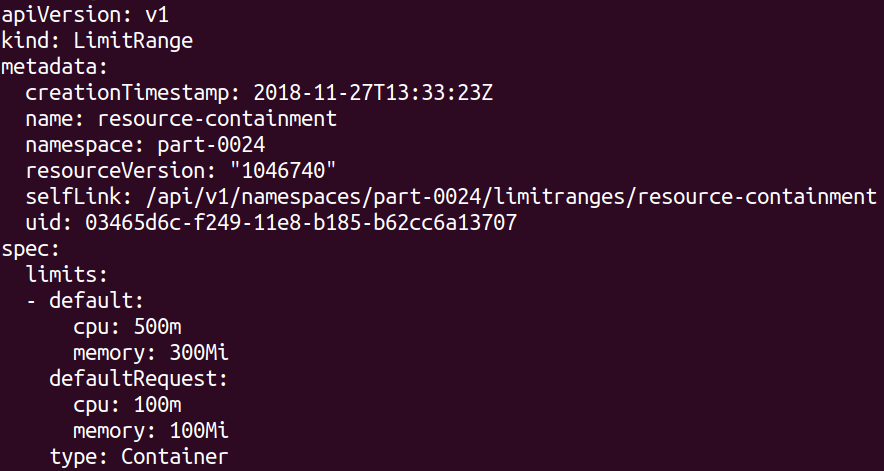 apiVersion: v1
kind: LimitRange
metadata:
  creationTimestamp: 2018-11-27T13:33:23Z
  name: resource-containment
  namespace: part-0024
  resourceVersion: "1046740"
  selfLink: /api/v1/namespaces/part-0024/limitranges/resource-containment
  uid: 03465d6c-f249-11e8-b185-b62cc6a13707
spec:
  limits:
  - default:
      cpu: 500m
      memory: 300Mi
    defaultRequest:
      cpu: 100m
      memory: 100Mi
    type: Container